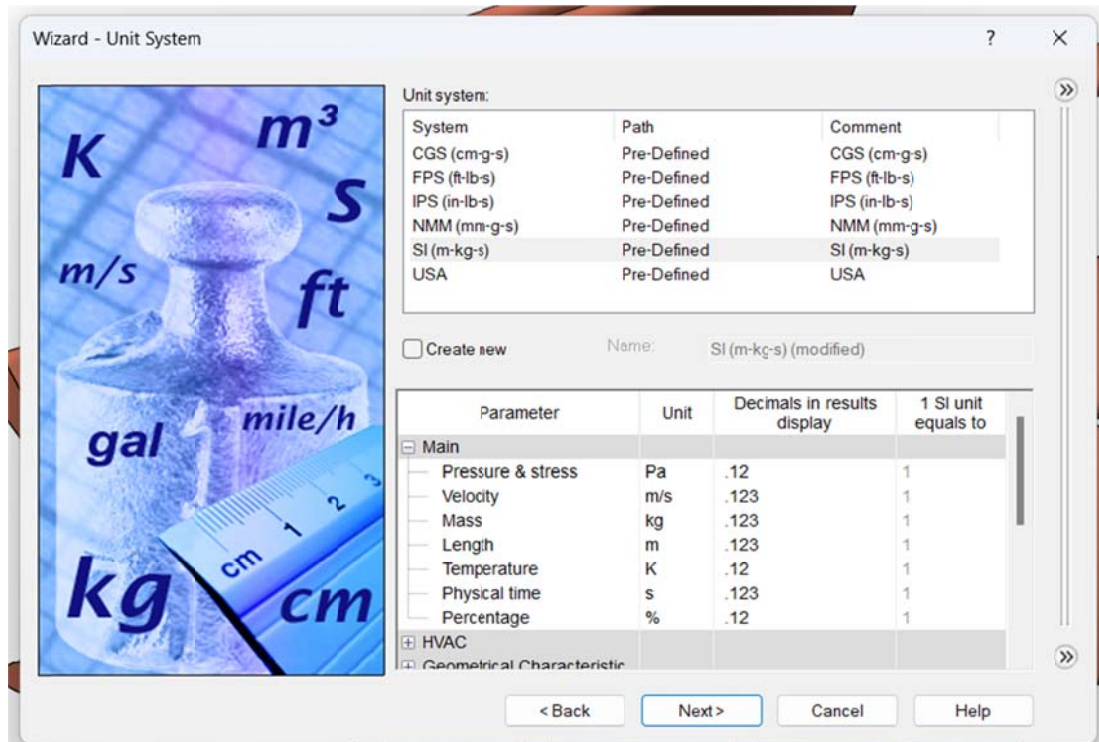 Wizard - Unit System
?
K
m³
s
m/s
ft
gal
mile/h
1 2 3
cm
kg
cm
Unit system:
System Path Comment
CGS (cm-g-s) Pre-Defined CGS (cm-g-s)
FPS (ft-lb-s) Pre-Defined FPS (ft-lb-s)
IPS (in-lb-s) Pre-Defined IPS (in-lb-s)
NMM (mm-g-s) Pre-Defined NMM (mm-g-s)
SI (m-kg-s) Pre-Defined SI (m-kg-s)
USA Pre-Defined USA
Create new Name: SI (m-kg-s) (modified)
Parameter Unit Decimals in results display 1 SI unit equals to
Main
Pressure & stress Pa .12 1
Velocity m/s .123 1
Mass kg .123 1
Length m .123 1
Temperature K .12 1
Physical time s .123 1
Percentage % .12 1
HVAC
Geometrical Characteristic
< Back Next > Cancel Help